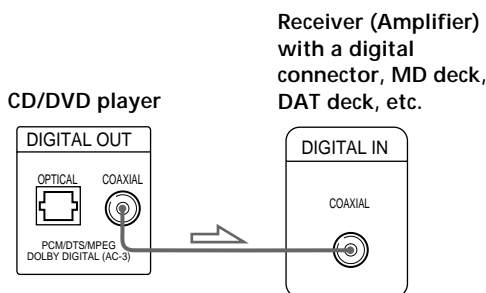 Receiver (Amplifier)
with a digital
connector, MD deck,
DAT deck, etc.
CD/DVD player
DIGITAL OUT
OPTICAL COAXIAL
PCM/DTS/MPEG
DOLBY DIGITAL (AC-3)
DIGITAL IN
COAXIAL